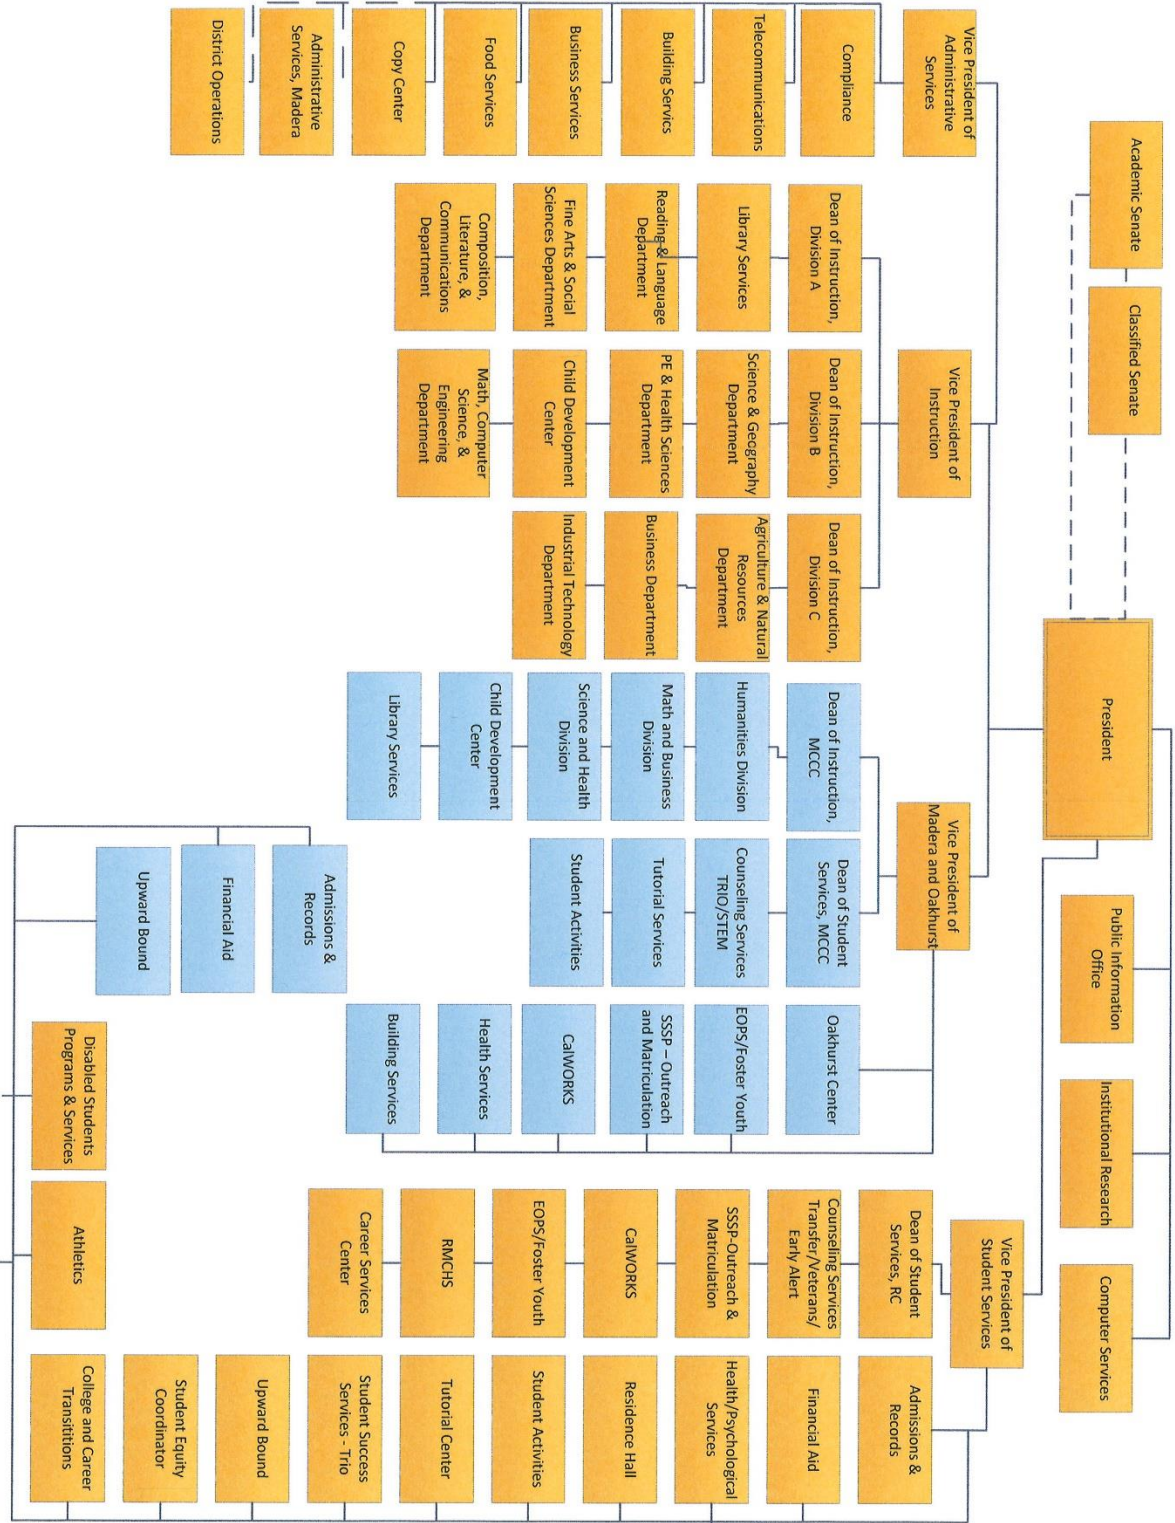 Academic Senate
Classified Senate
President
Public Information
Office
Institutional Research
Computer Services
Vice President of
Administrative
Services
Compliance
Telecommunications
Building Servics
Business Services
Food Services
Copy Center
Administrative
Services, Madera
District Operations
Vice President of
Instruction
Dean of Instruction,
Division A
Library Services
Reading & Language
Department
Fine Arts & Social
Sciences Department
Composition,
Literature, &
Communications
Department
Dean of Instruction,
Division B
Science & Geography
Department
PE & Health Sciences
Department
Child Development
Center
Math, Computer
Science, &
Engineering
Department
Dean of Instruction,
Division C
Agriculture & Natural
Resources
Department
Business Department
Industrial Technology
Department
Vice President of
Madera and Oakhurst
Dean of Instruction,
MCCC
Humanities Division
Math and Business
Division
Science and Health
Division
Child Development
Center
Library Services
Dean of Student
Services, MCCC
Counseling Services
TRIO/STEM
Tutorial Services
Student Activities
Oakhurst Center
EOPS/Foster Youth
SSSP – Outreach
and Matriculation
CalWORKS
Health Services
Building Services
Admissions &
Records
Financial Aid
Upward Bound
Vice President of
Student Services
Dean of Student
Services, RC
Counseling Services
Transfer/Veterans/
Early Alert
SSSP-Outreach &
Matriculation
CalWORKS
EOPS/Foster Youth
RMCHS
Career Services
Center
Disabled Students
Programs & Services
Athletics
Admissions &
Records
Financial Aid
Health/Psychological
Services
Residence Hall
Student Activities
Tutorial Center
Student Success
Services - Trio
Upward Bound
Student Equity
Coordinator
College and Career
Transititions